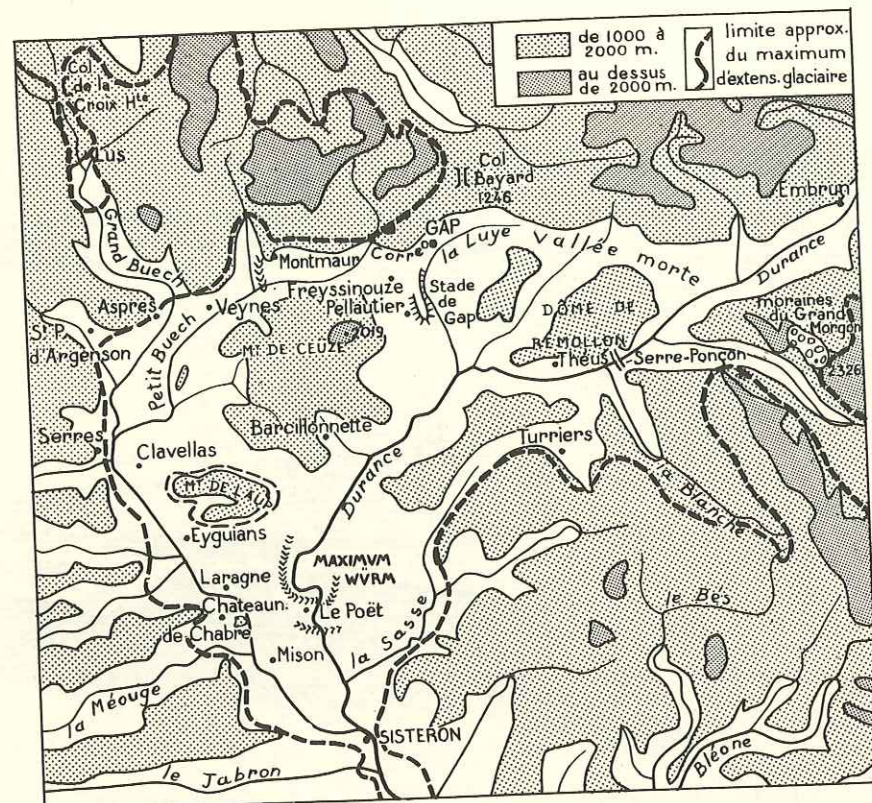 de 1000 à
2000 m.
au dessus
de 2000 m.
limite approx.
du maximum
d'extens. glaciaire
Col
de la
Croix Hte
Lus
Grand Buech
Col
Bayard
1246
Embrun
GAP
la Luye
Vallée morte
Durance
Montmaur
Correo
Freyssinouze
Pellautier
Stade
de
Gap
Aspres
Veynes
St P.
d'Argenson
Petit Buech
Mt DE CEUZE
2019
DÔME DE
REMOLLON
Théus
Serre-Ponçon
moraines
du Grand
Morgon
2326
Barcillonnette
Serres
Clavellas
Turriers
Durance
la Blanche
Mt DE L'AUP
Eyguians
MAXIMUM
WÜRM
Laragne
Chateaun.
de Chabre
Le Poët
le Bès
la Sasse
Mison
la Méouge
SISTERON
le Jabron
Bléone